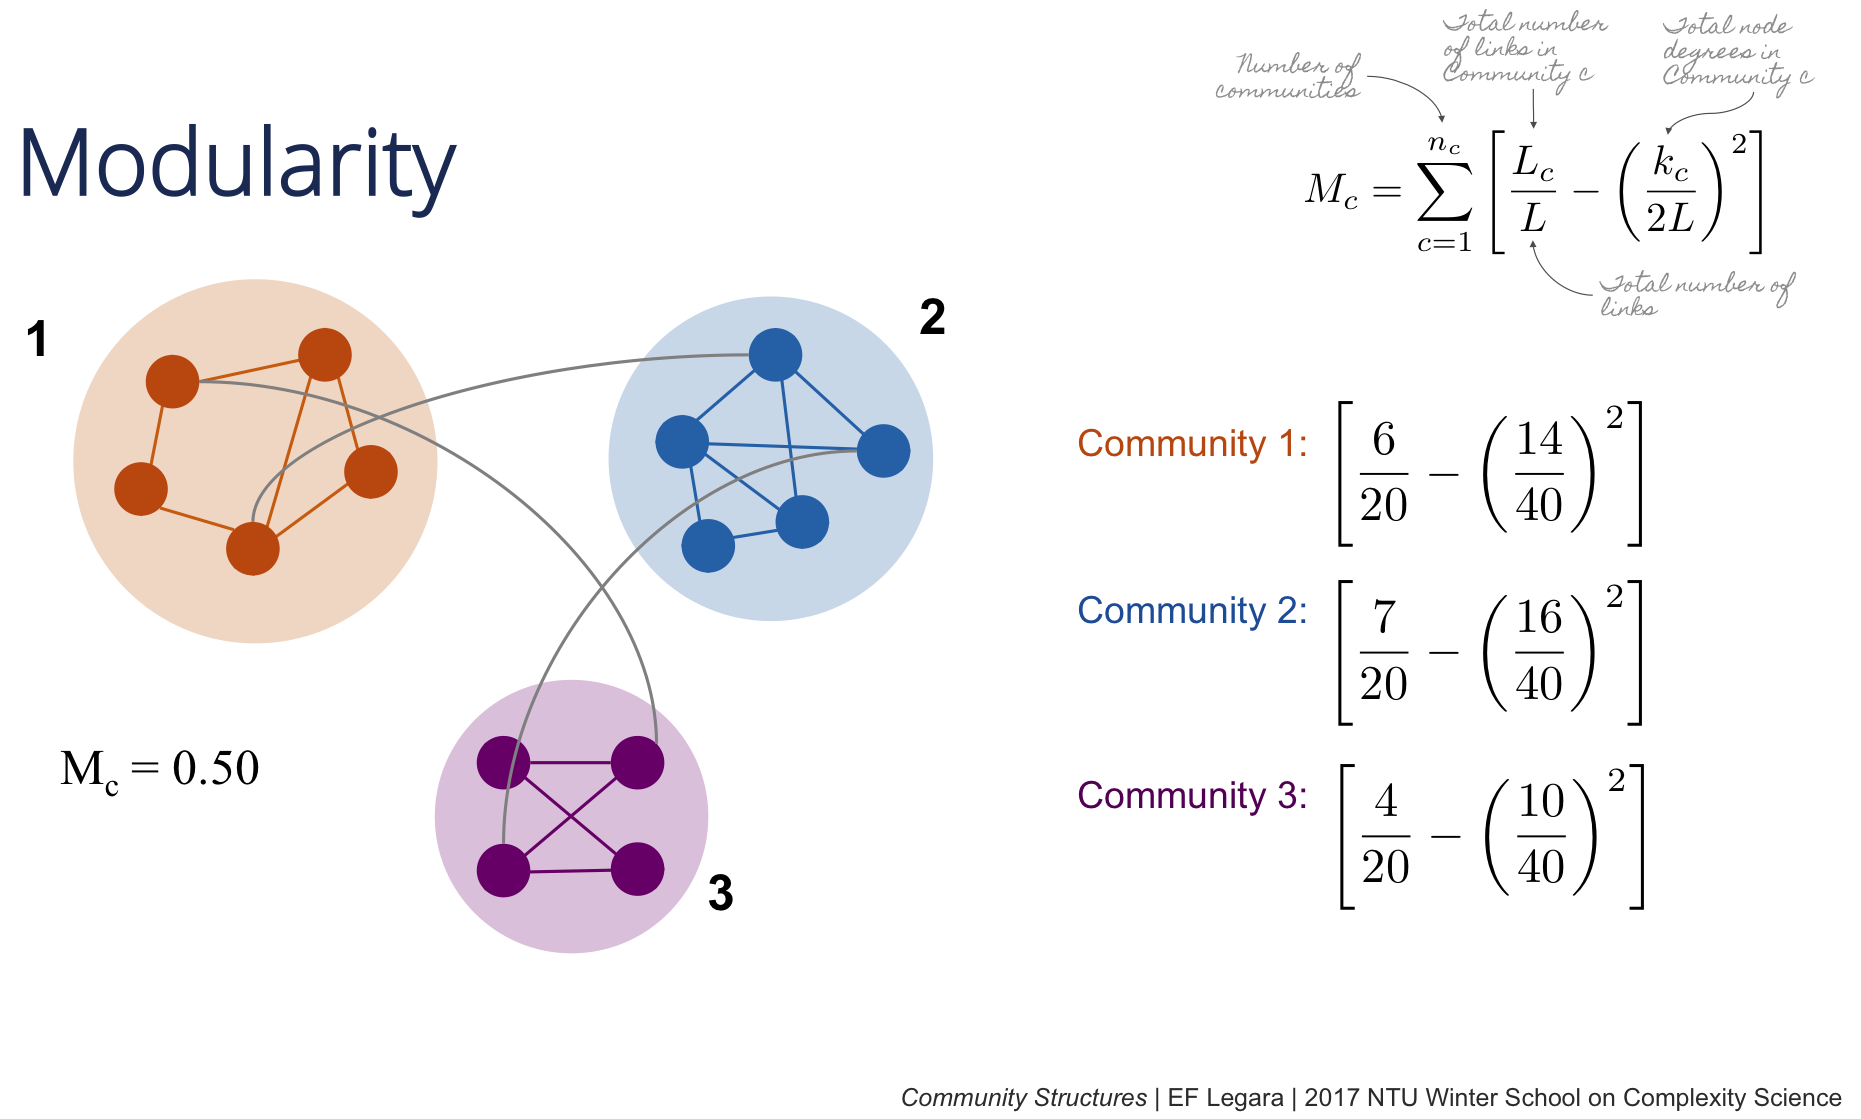 Modularity
Number of
communities
Total number
of links in
Community c
Total node
degrees in
Community c
M_c = \sum_{c=1}^{n_c} \left[ \frac{L_c}{L} - \left( \frac{k_c}{2L} \right)^2 \right]
Total number of
links
1
2
3
M_c = 0.50
Community 1: \left[ \frac{6}{20} - \left( \frac{14}{40} \right)^2 \right]
Community 2: \left[ \frac{7}{20} - \left( \frac{16}{40} \right)^2 \right]
Community 3: \left[ \frac{4}{20} - \left( \frac{10}{40} \right)^2 \right]
Community Structures | EF Legara | 2017 NTU Winter School on Complexity Science